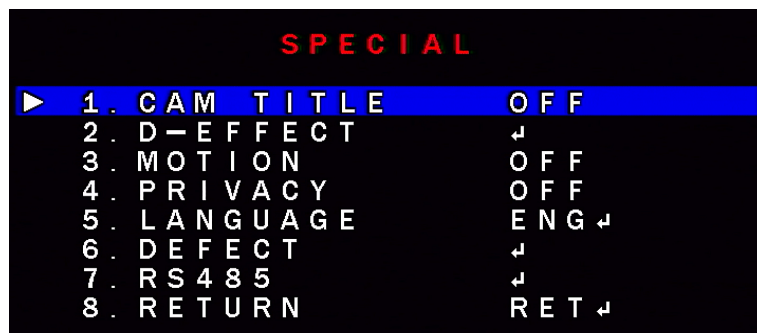 SPECIAL
1. CAM TITLE OFF
2. D-EFFECT ↵
3. MOTION OFF
4. PRIVACY OFF
5. LANGUAGE ENG↵
6. DEFECT ↵
7. RS485 ↵
8. RETURN RET↵